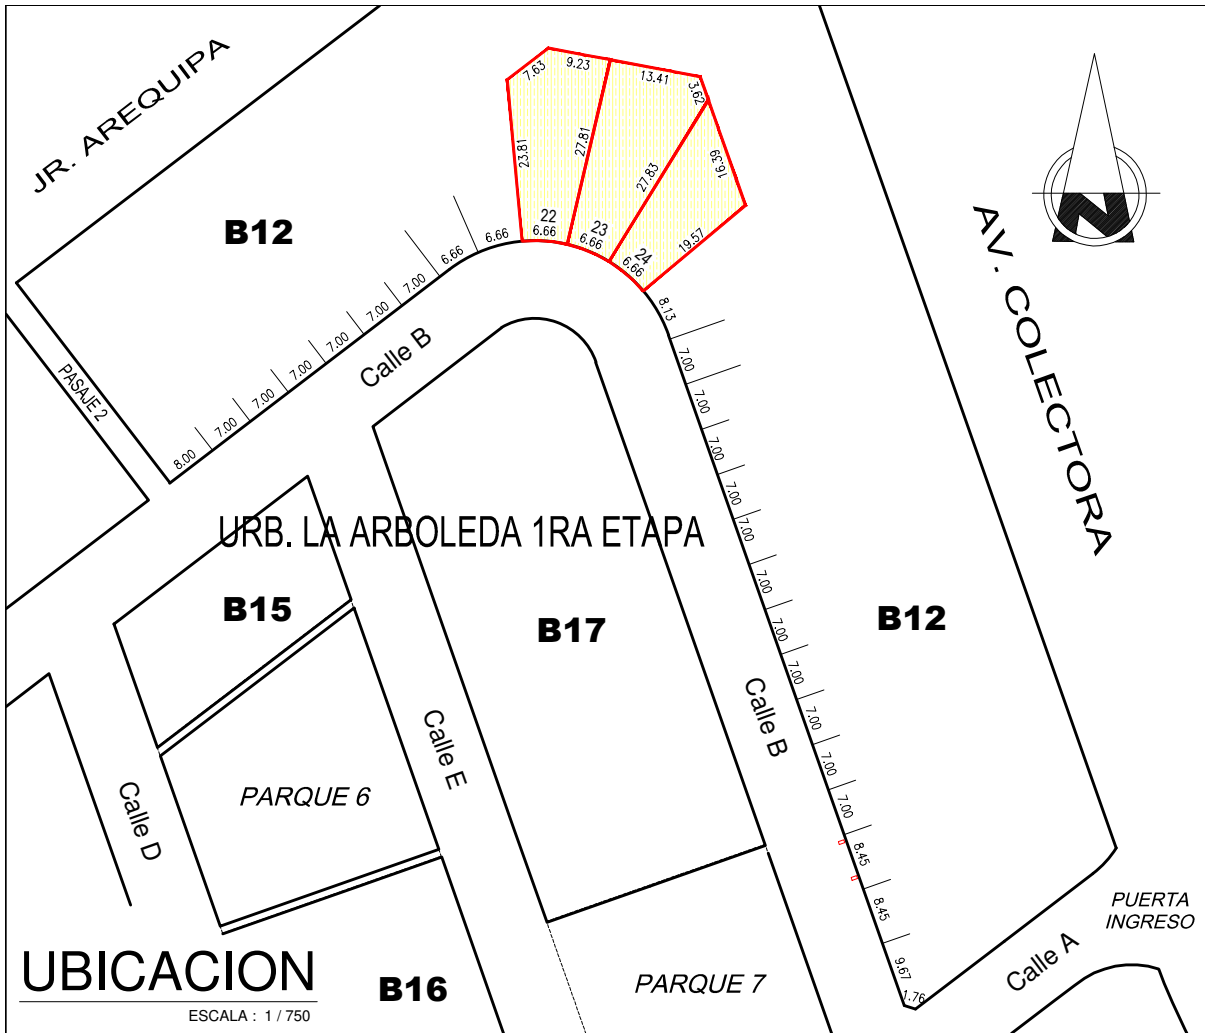 JR. AREQUIPA
7.63
9.23
13.41
3.62
23.81
27.81
27.83
16.39
19.57
22
6.66
23
6.66
24
6.66
B12
6.66
6.66
7.00
7.00
7.00
7.00
7.00
7.00
8.00
PASAJE 2
Calle B
N
AV. COLECTORA
8.13
7.00
7.00
7.00
7.00
7.00
7.00
7.00
7.00
7.00
7.00
7.00
8.45
8.45
9.67
1.76
URB. LA ARBOLEDA 1RA ETAPA
B15
B17
B12
Calle B
Calle E
Calle D
PARQUE 6
PUERTA
INGRESO
Calle A
UBICACION
ESCALA : 1 / 750
B16
PARQUE 7